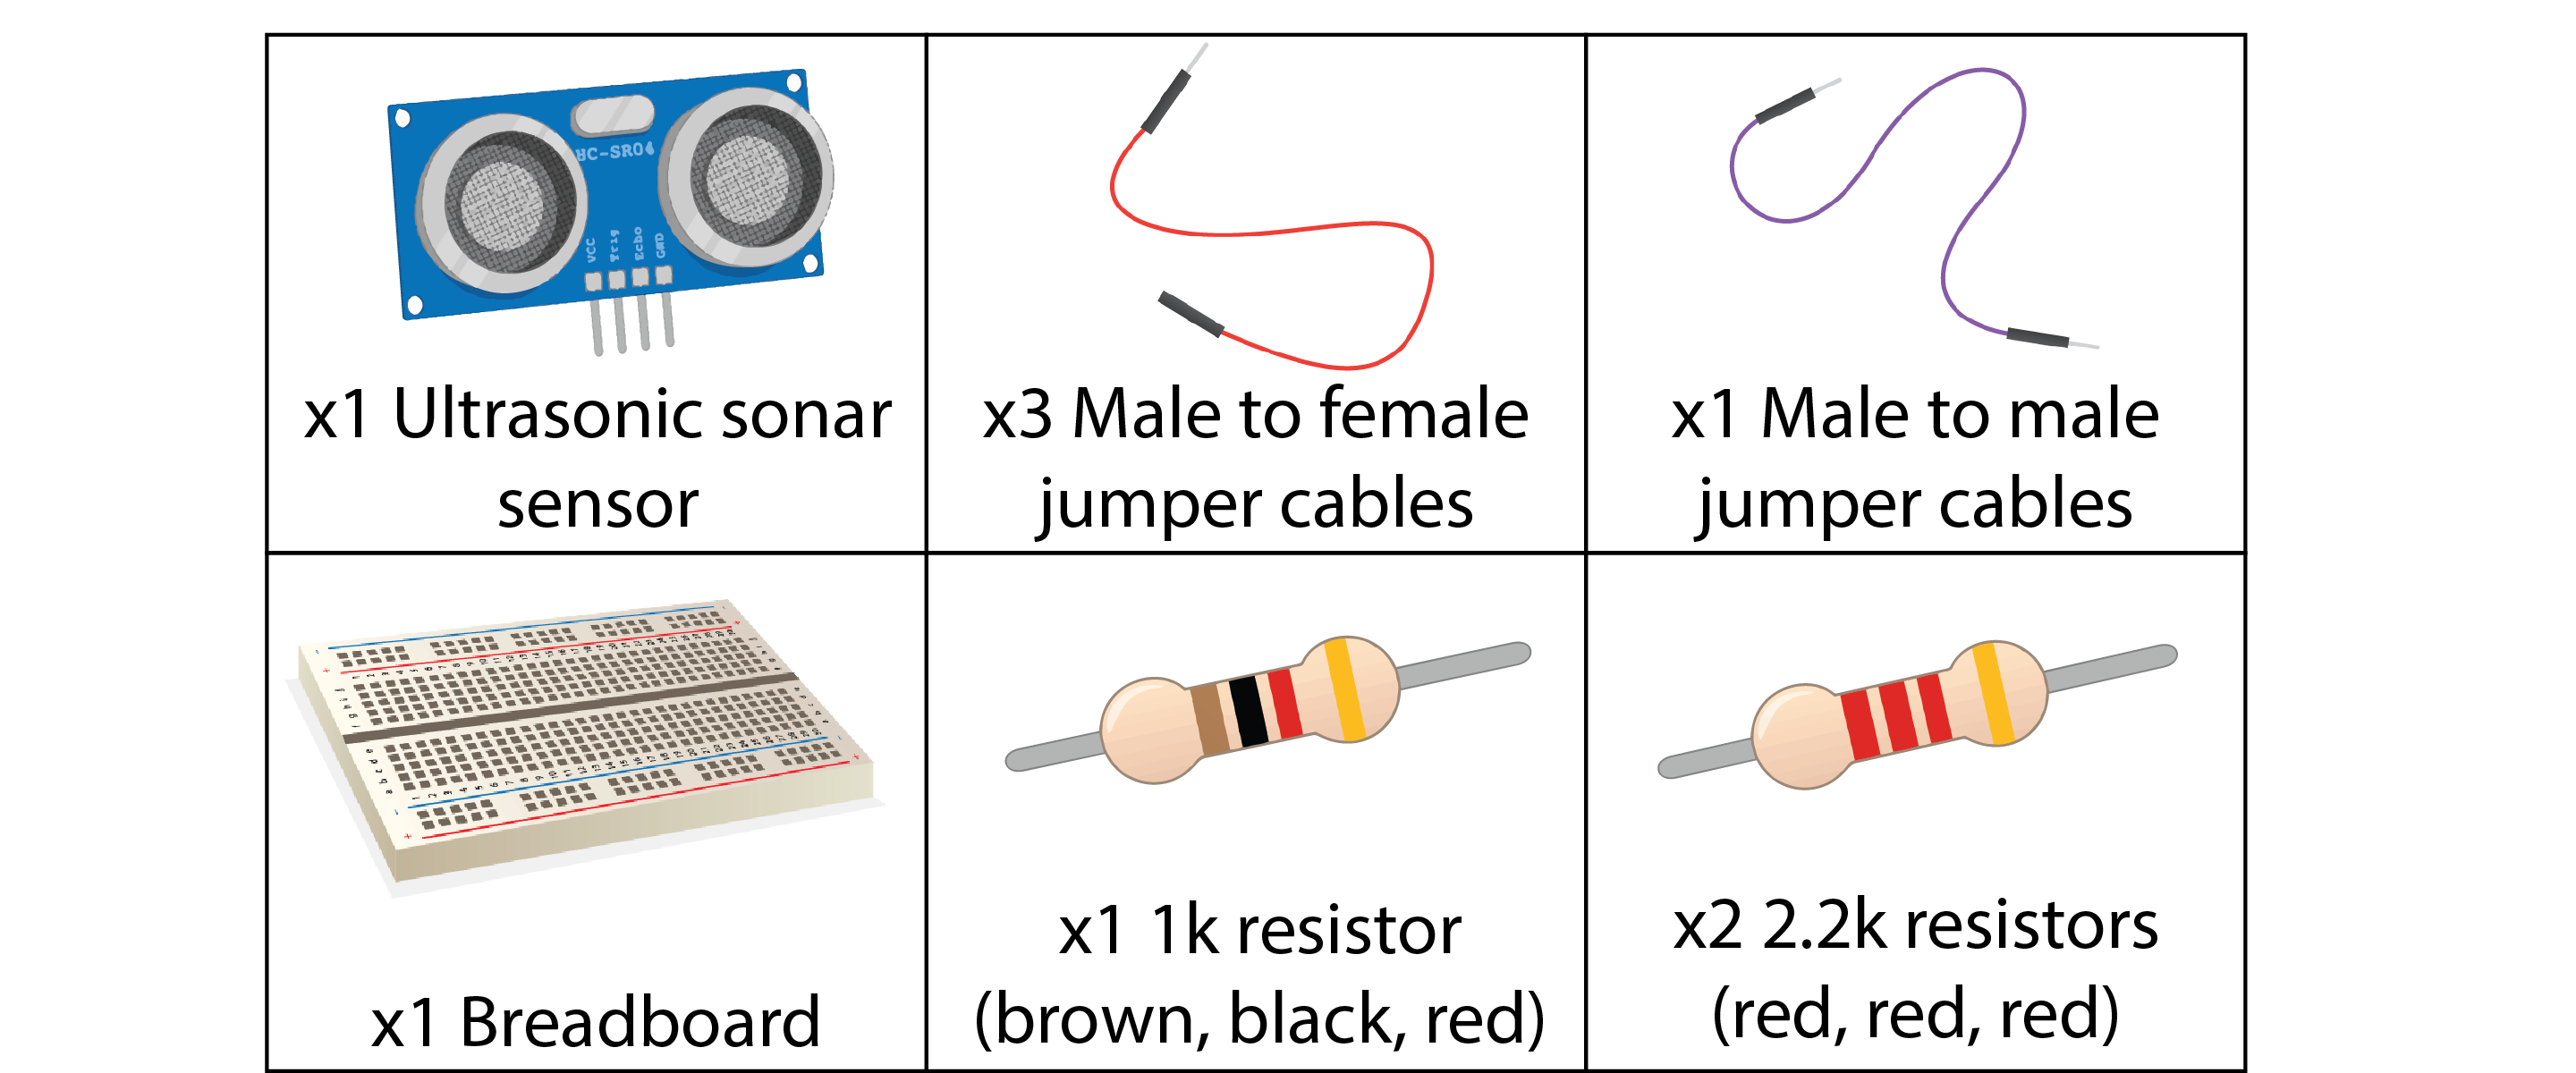 HC-SR04
VCC
Trig
Echo
GND
x1 Ultrasonic sonar
sensor
x3 Male to female
jumper cables
x1 Male to male
jumper cables
x1 Breadboard
x1 1k resistor
(brown, black, red)
x2 2.2k resistors
(red, red, red)